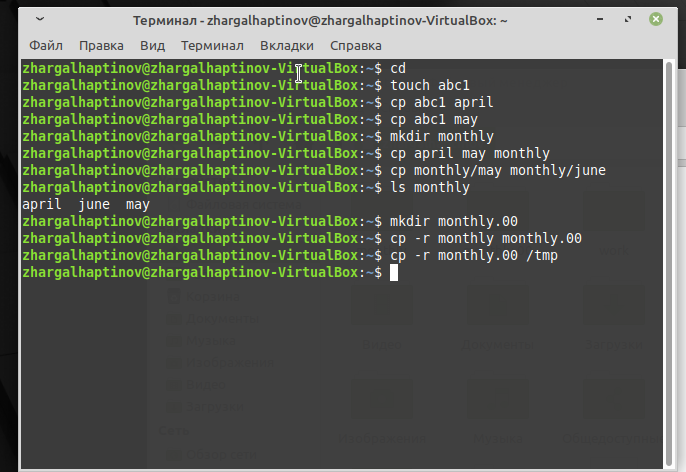 Терминал - zhargalhaptinov@zhargalhaptinov-VirtualBox: ~
Файл Правка Вид Терминал Вкладки Справка
zhargalhaptinov@zhargalhaptinov-VirtualBox:~$ cd
zhargalhaptinov@zhargalhaptinov-VirtualBox:~$ touch abc1
zhargalhaptinov@zhargalhaptinov-VirtualBox:~$ cp abc1 april
zhargalhaptinov@zhargalhaptinov-VirtualBox:~$ cp abc1 may
zhargalhaptinov@zhargalhaptinov-VirtualBox:~$ mkdir monthly
zhargalhaptinov@zhargalhaptinov-VirtualBox:~$ cp april may monthly
zhargalhaptinov@zhargalhaptinov-VirtualBox:~$ cp monthly/may monthly/june
zhargalhaptinov@zhargalhaptinov-VirtualBox:~$ ls monthly
april  june  may
zhargalhaptinov@zhargalhaptinov-VirtualBox:~$ mkdir monthly.00
zhargalhaptinov@zhargalhaptinov-VirtualBox:~$ cp -r monthly monthly.00
zhargalhaptinov@zhargalhaptinov-VirtualBox:~$ cp -r monthly.00 /tmp
zhargalhaptinov@zhargalhaptinov-VirtualBox:~$